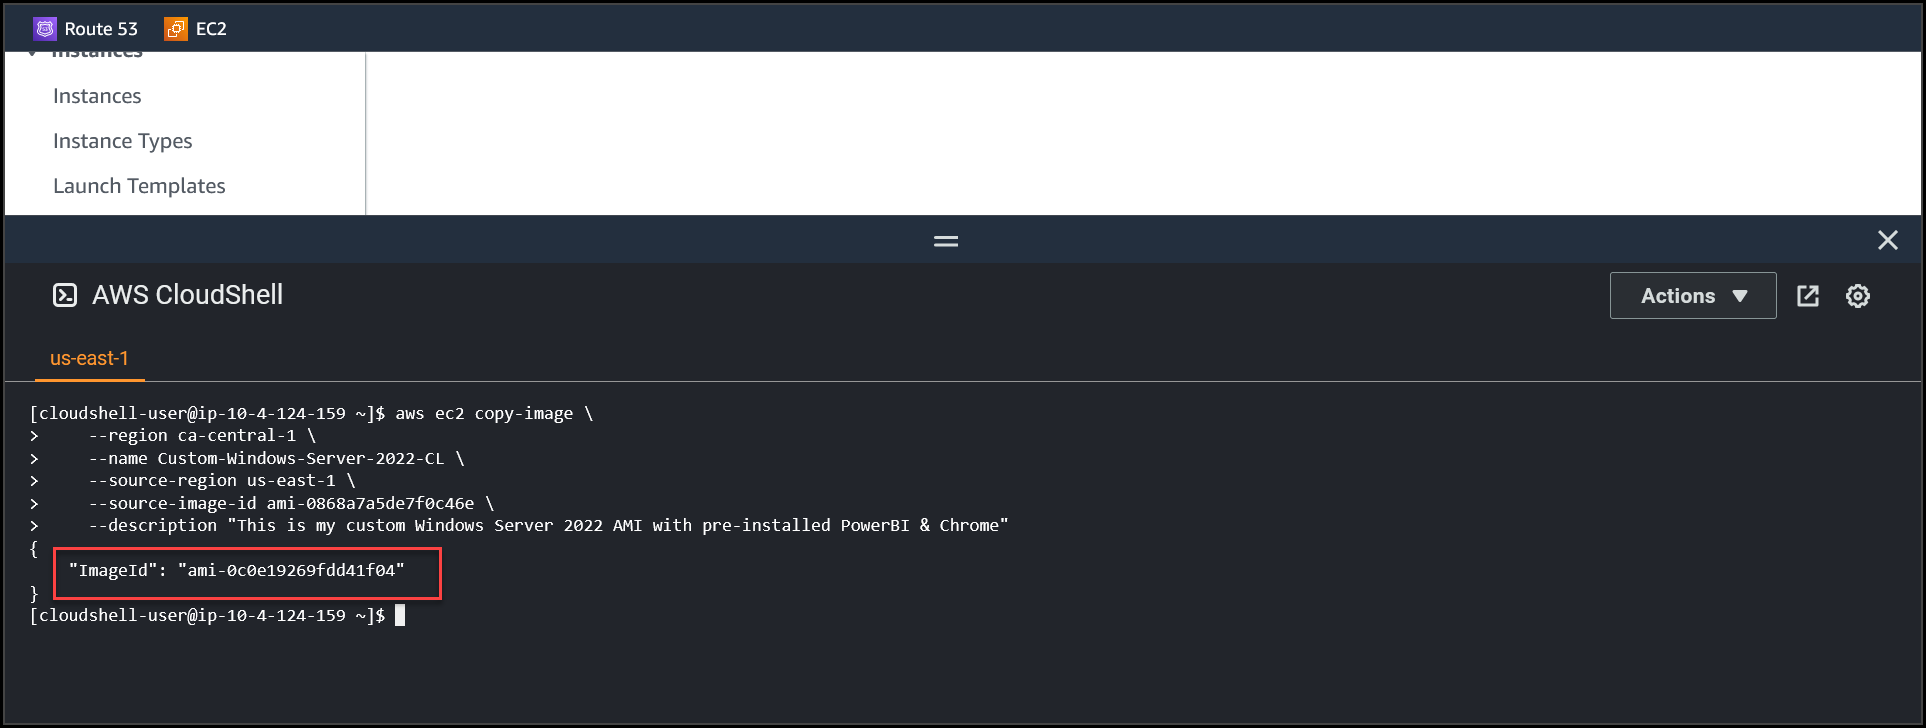 Route 53 EC2
Instances
Instances
Instance Types
Launch Templates
AWS CloudShell
Actions
us-east-1
[cloudshell-user@ip-10-4-124-159 ~]$ aws ec2 copy-image \
>     --region ca-central-1 \
>     --name Custom-Windows-Server-2022-CL \
>     --source-region us-east-1 \
>     --source-image-id ami-0868a7a5de7f0c46e \
>     --description "This is my custom Windows Server 2022 AMI with pre-installed PowerBI & Chrome"
{
    "ImageId": "ami-0c0e19269fdd41f04"
}
[cloudshell-user@ip-10-4-124-159 ~]$